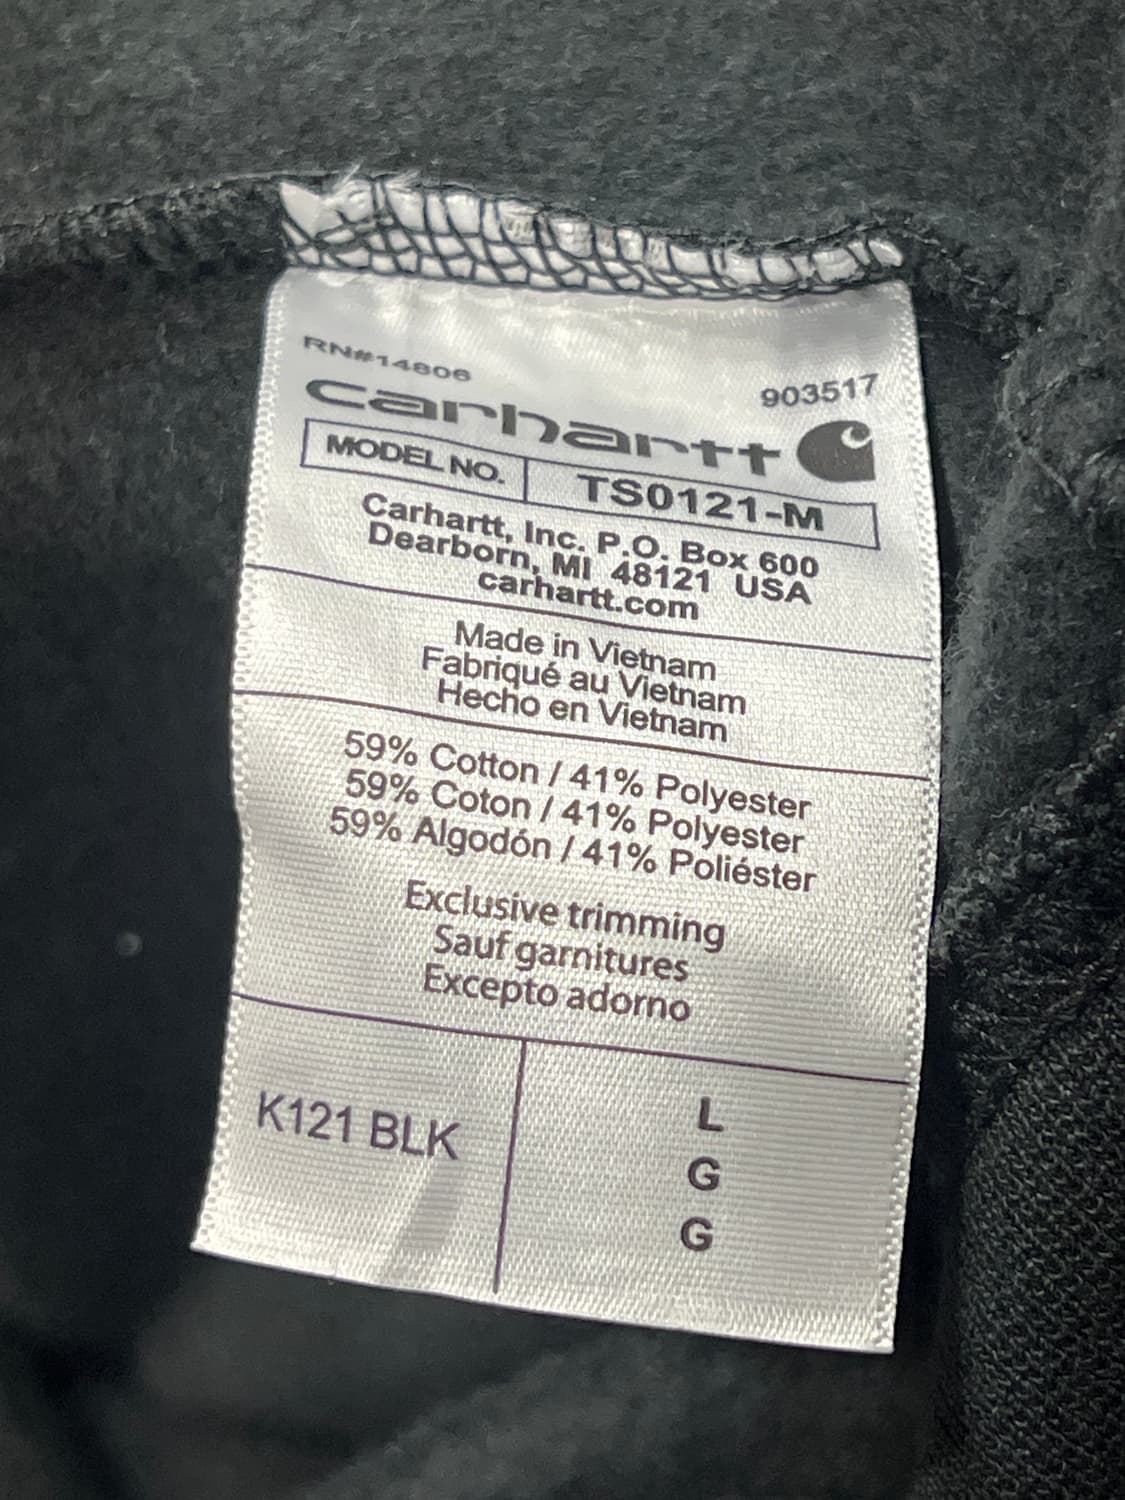 RN#14806
903517
carhartt
MODEL NO. TS0121-M
Carhartt, Inc. P.O. Box 600
Dearborn, MI 48121 USA
carhartt.com
Made in Vietnam
Fabriqué au Vietnam
Hecho en Vietnam
59% Cotton / 41% Polyester
59% Coton / 41% Polyester
59% Algodón / 41% Poliéster
Exclusive trimming
Sauf garnitures
Excepto adorno
K121 BLK
L
G
G